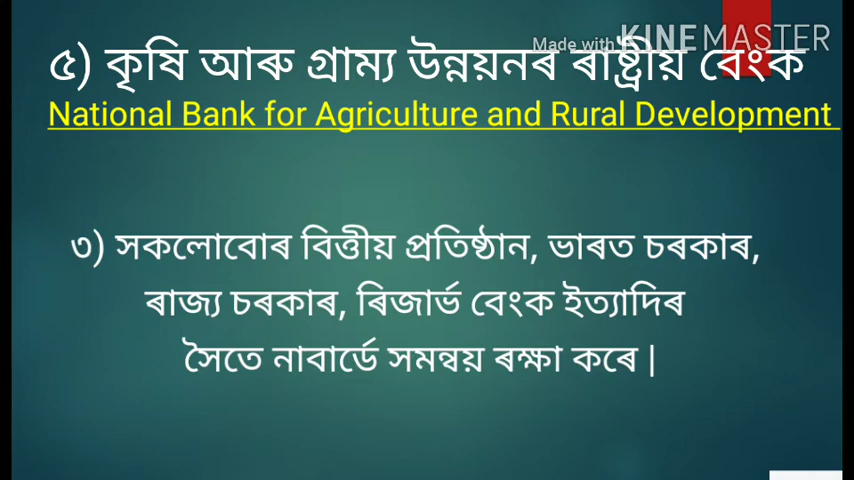 Made with KINEMASTER
৫) কৃষি আৰু গ্ৰাম্য উন্নয়নৰ ৰাষ্ট্ৰীয় বেংক
National Bank for Agriculture and Rural Development
৩) সকলোবোৰ বিত্তীয় প্ৰতিষ্ঠান, ভাৰত চৰকাৰ,
ৰাজ্য চৰকাৰ, ৰিজাৰ্ভ বেংক ইত্যাদিৰ
সৈতে নাবাৰ্ডে সমন্বয় ৰক্ষা কৰে |